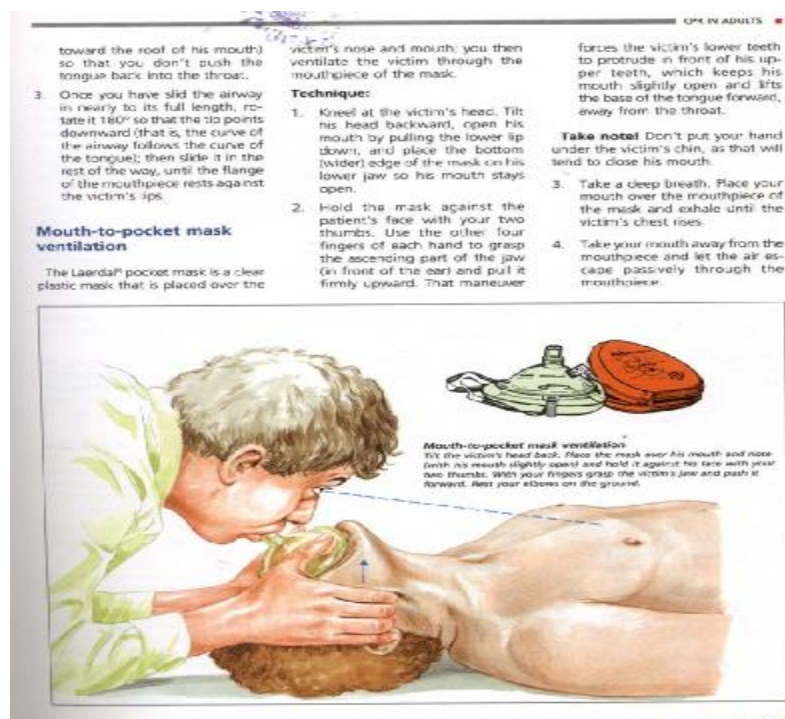 CPR IN ADULTS
toward the roof of his mouth)
so that you don't push the
tongue back into the throat.
3. Once you have slid the airway
in nearly to its full length, ro-
tate it 180° so that the tip points
downward (that is, the curve of
the airway follows the curve of
the tongue); then slide it in the
rest of the way, until the flange
of the mouthpiece rests against
the victim's lips
Mouth-to-pocket mask
ventilation
The Laerdal® pocket mask is a clear
plastic mask that is placed over the
victim's nose and mouth; you then
ventilate the victim through the
mouthpiece of the mask.
Technique:
1. Kneel at the victim's head. Tilt
his head backward, open his
mouth by pulling the lower lip
down, and place the bottom
(wider) edge of the mask on his
lower jaw so his mouth stays
open.
2. Hold the mask against the
patient's face with your two
thumbs. Use the other four
fingers of each hand to grasp
the ascending part of the jaw
(in front of the ear) and pull it
firmly upward. That maneuver
forces the victim's lower teeth
to protrude in front of his up-
per teeth, which keeps his
mouth slightly open and lifts
the base of the tongue forward,
away from the throat.
Take note! Don't put your hand
under the victim's chin, as that will
tend to close his mouth.
3. Take a deep breath. Place your
mouth over the mouthpiece of
the mask and exhale until the
victim's chest rises.
4. Take your mouth away from the
mouthpiece and let the air es-
cape passively through the
mouthpiece.
Mouth-to-pocket mask ventilation
Tilt the victim's head back. Place the mask over his mouth and nose
(with his mouth slightly open) and hold it against his face with your
two thumbs. With your fingers grasp the victim's jaw and push it
forward. Rest your elbows on the ground.